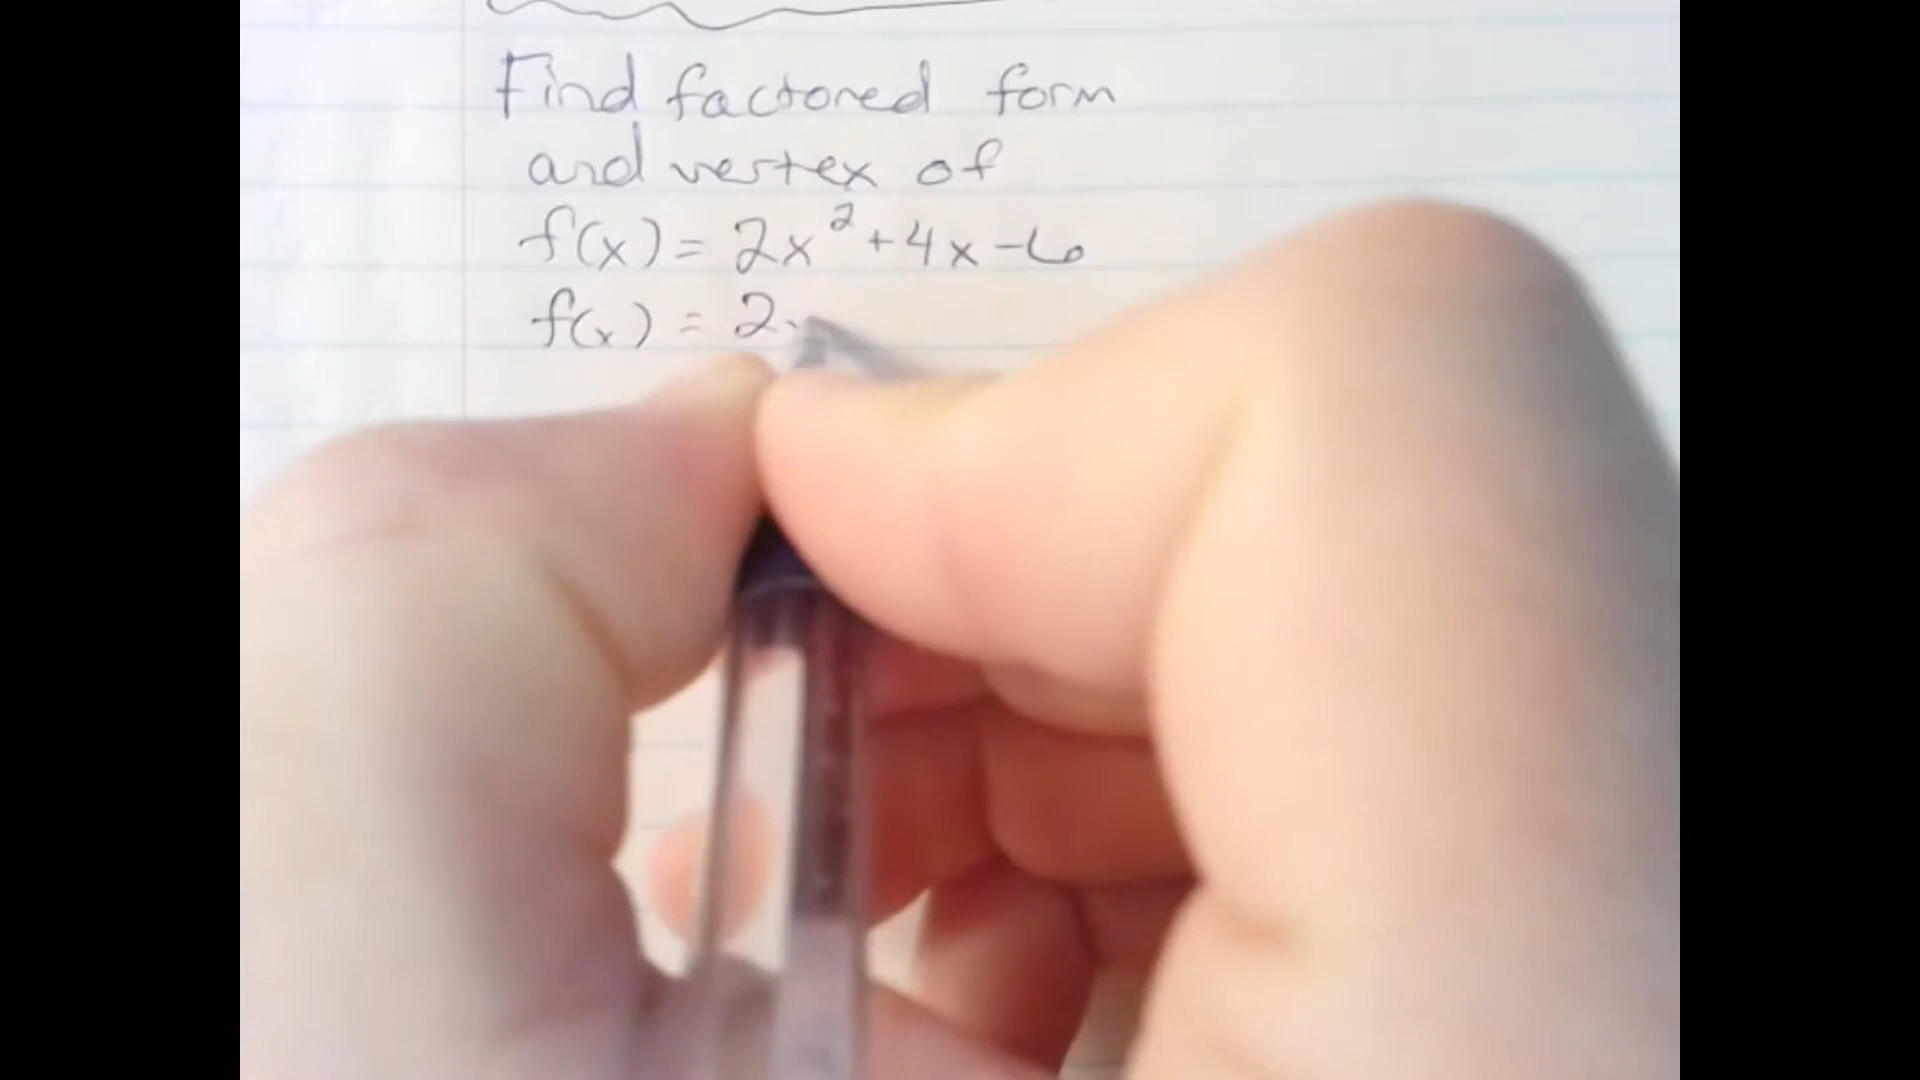 Find factored form
and vertex of
f(x) = 2x² + 4x - 6
f(x) = 2